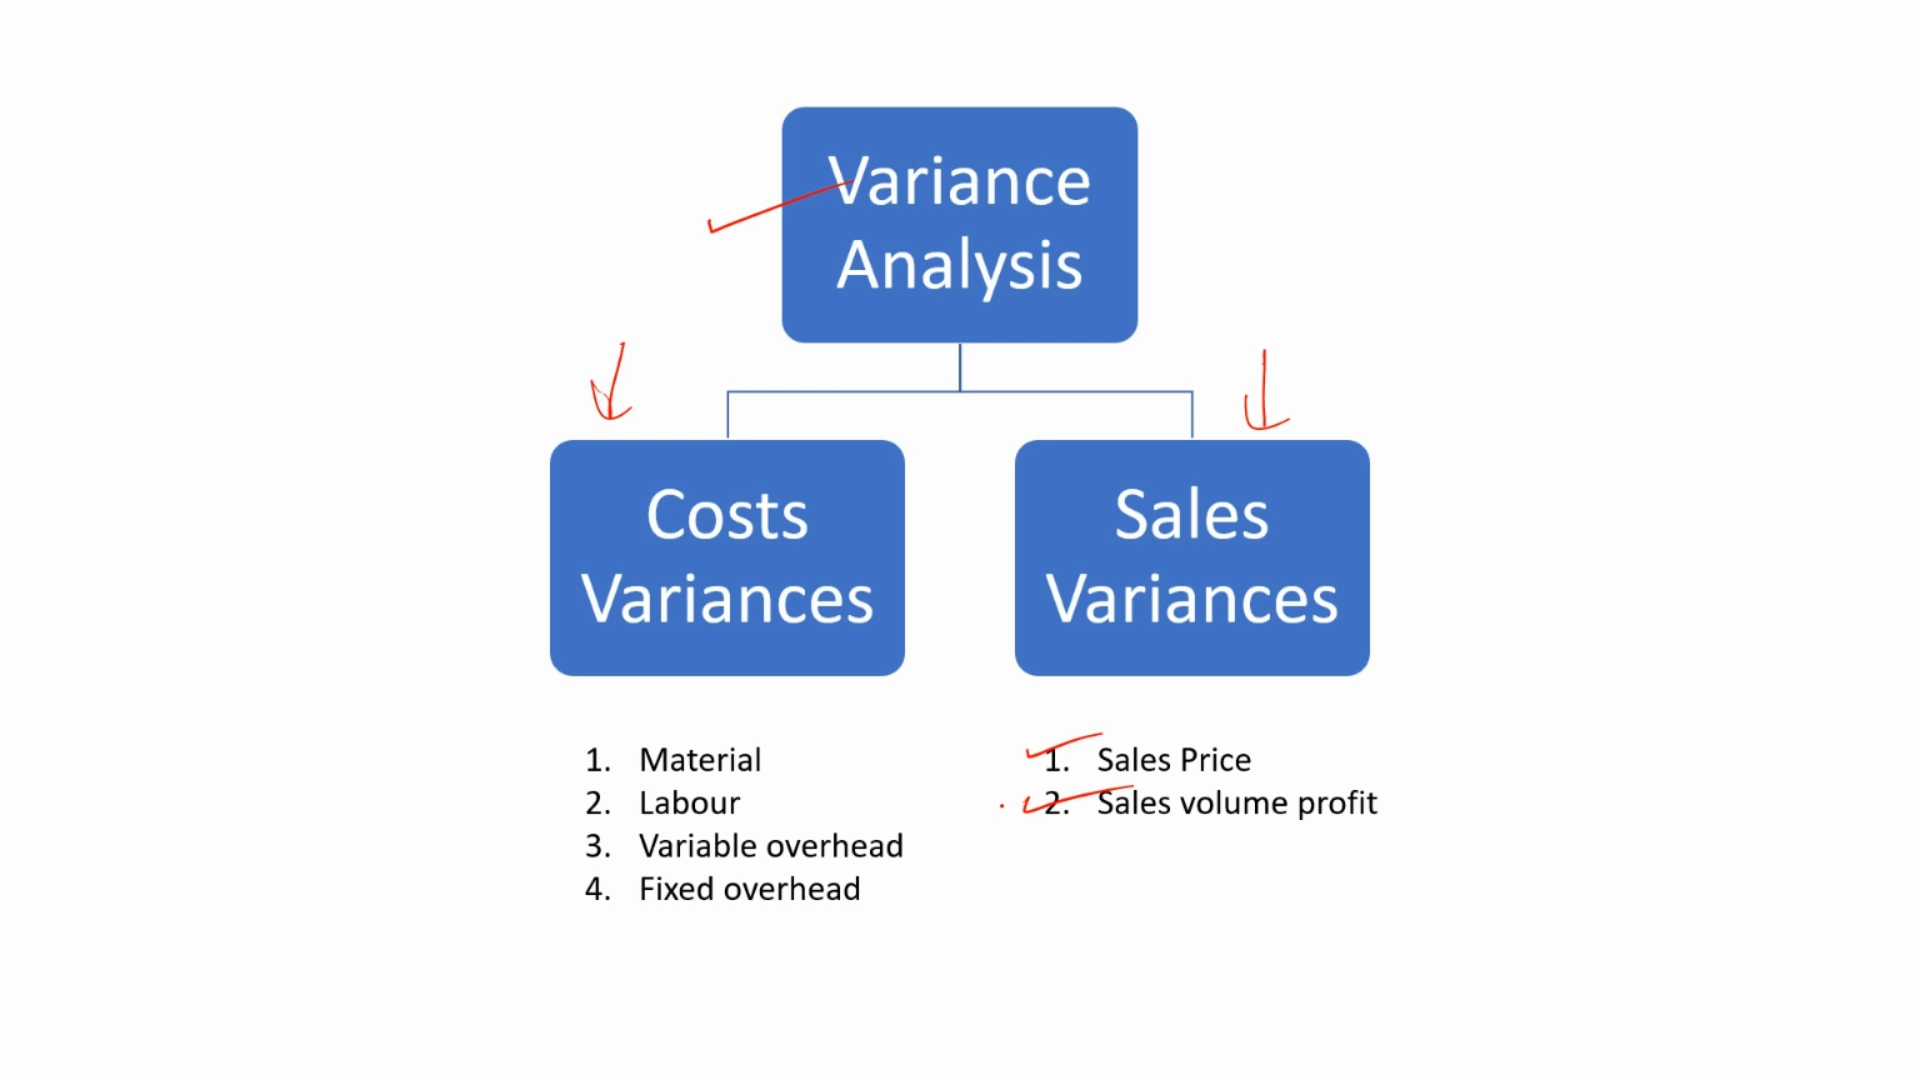 Variance
Analysis
Costs
Variances
Sales
Variances
1. Material
2. Labour
3. Variable overhead
4. Fixed overhead
1. Sales Price
2. Sales volume profit